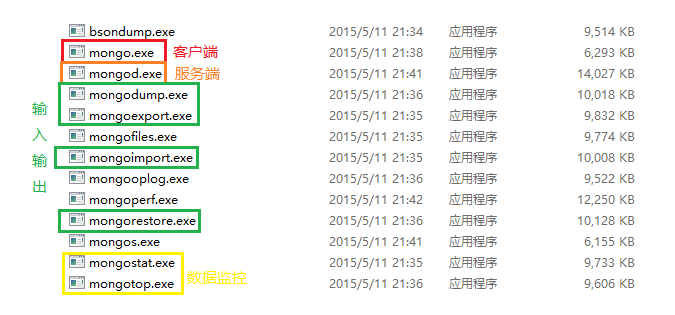 bsondump.exe 2015/5/11 21:34 应用程序 9,514 KB
mongo.exe 客户端 2015/5/11 21:38 应用程序 6,293 KB
mongod.exe 服务端 2015/5/11 21:41 应用程序 14,027 KB
mongodump.exe 2015/5/11 21:36 应用程序 10,018 KB
mongoexport.exe 2015/5/11 21:35 应用程序 9,832 KB
mongofiles.exe 2015/5/11 21:35 应用程序 9,774 KB
mongoimport.exe 2015/5/11 21:35 应用程序 10,008 KB
mongooplog.exe 2015/5/11 21:36 应用程序 9,522 KB
mongoperf.exe 2015/5/11 21:42 应用程序 12,250 KB
mongorestore.exe 2015/5/11 21:36 应用程序 10,128 KB
mongos.exe 2015/5/11 21:41 应用程序 6,155 KB
mongostat.exe 2015/5/11 21:35 应用程序 9,733 KB
mongotop.exe 数据监控 2015/5/11 21:36 应用程序 9,606 KB
输
入
输
出